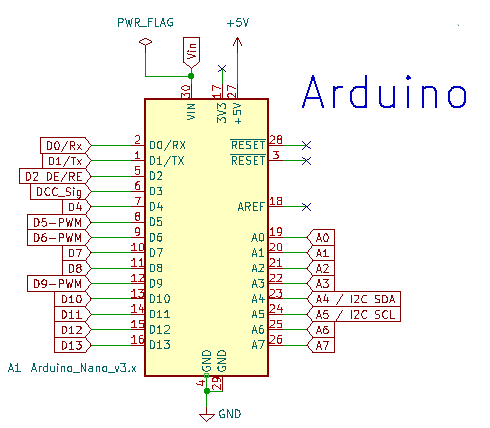 PWR_FLAG
+5V
Vin
Arduino
30 17 27
VIN 3V3 +5V
D0/Rx 2 D0/RX RESET 28
D1/Tx 1 D1/TX RESET 3
D2 DE/RE 5 D2
DCC_Sig 6 D3
D4 7 D4 AREF 18
D5-PWM 8 D5
D6-PWM 9 D6 A0 19 A0
D7 10 D7 A1 20 A1
D8 11 D8 A2 21 A2
D9-PWM 12 D9 A3 22 A3
D10 13 D10 A4 23 A4 / I2C SDA
D11 14 D11 A5 24 A5 / I2C SCL
D12 15 D12 A6 25 A6
D13 16 D13 A7 26 A7
GND GND
A1 Arduino_Nano_v3.x
4 29
GND